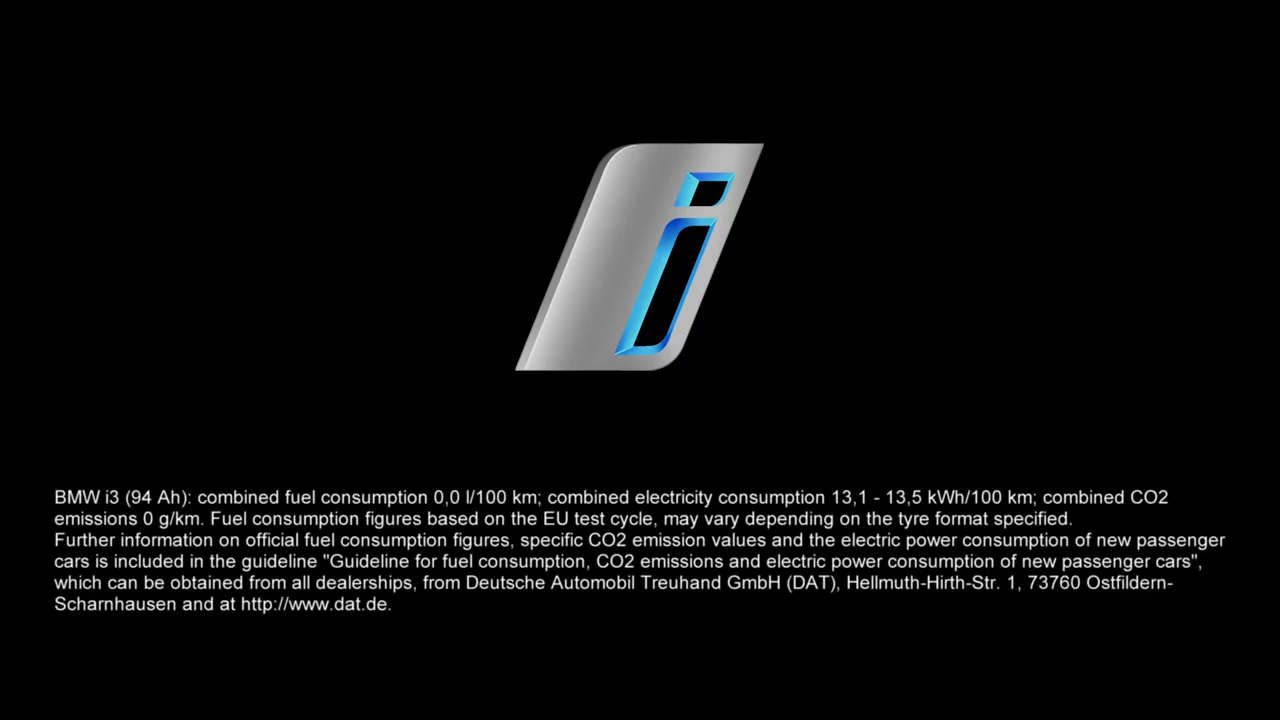 i
BMW i3 (94 Ah): combined fuel consumption 0,0 l/100 km; combined electricity consumption 13,1 - 13,5 kWh/100 km; combined CO2
emissions 0 g/km. Fuel consumption figures based on the EU test cycle, may vary depending on the tyre format specified.
Further information on official fuel consumption figures, specific CO2 emission values and the electric power consumption of new passenger
cars is included in the guideline "Guideline for fuel consumption, CO2 emissions and electric power consumption of new passenger cars",
which can be obtained from all dealerships, from Deutsche Automobil Treuhand GmbH (DAT), Hellmuth-Hirth-Str. 1, 73760 Ostfildern-
Scharnhausen and at http://www.dat.de.